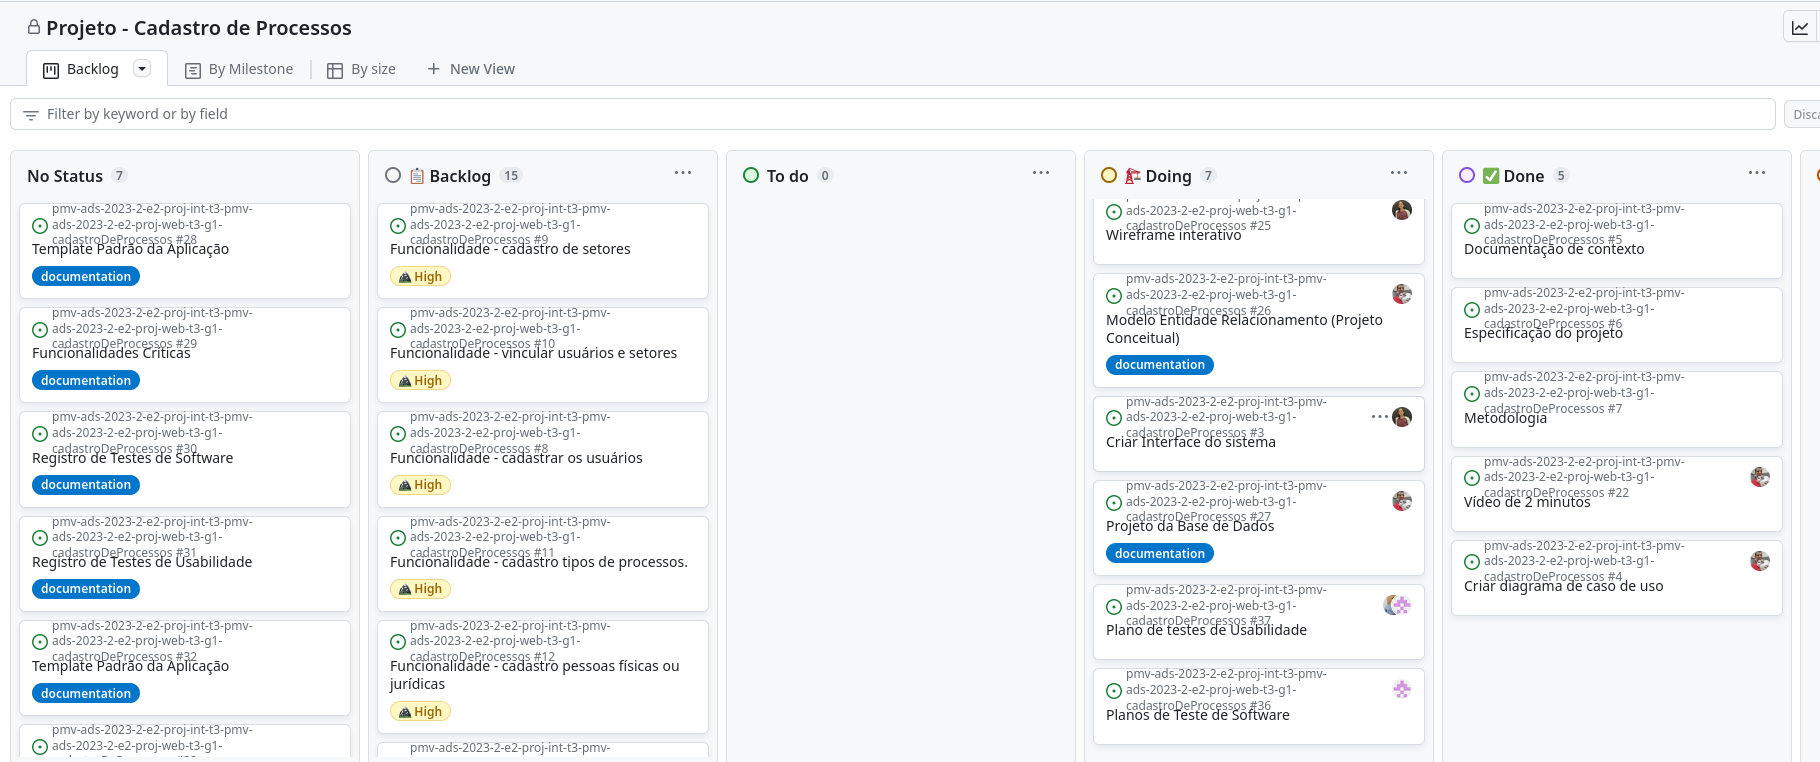 Projeto - Cadastro de Processos
Backlog
By Milestone
By size
New View
Filter by keyword or by field
Disca
No Status 7
pmv-ads-2023-2-e2-proj-int-t3-pmv-
ads-2023-2-e2-proj-web-t3-g1-
cadastroDeProcessos #28
Template Padrão da Aplicação
documentation
pmv-ads-2023-2-e2-proj-int-t3-pmv-
ads-2023-2-e2-proj-web-t3-g1-
cadastroDeProcessos #29
Funcionalidades Críticas
documentation
pmv-ads-2023-2-e2-proj-int-t3-pmv-
ads-2023-2-e2-proj-web-t3-g1-
cadastroDeProcessos #30
Registro de Testes de Software
documentation
pmv-ads-2023-2-e2-proj-int-t3-pmv-
ads-2023-2-e2-proj-web-t3-g1-
cadastroDeProcessos #31
Registro de Testes de Usabilidade
documentation
pmv-ads-2023-2-e2-proj-int-t3-pmv-
ads-2023-2-e2-proj-web-t3-g1-
cadastroDeProcessos #32
Template Padrão da Aplicação
documentation
pmv-ads-2023-2-e2-proj-int-t3-pmv-
ads-2023-2-e2-proj-web-t3-g1-
Backlog 15
pmv-ads-2023-2-e2-proj-int-t3-pmv-
ads-2023-2-e2-proj-web-t3-g1-
cadastroDeProcessos #9
Funcionalidade - cadastro de setores
High
pmv-ads-2023-2-e2-proj-int-t3-pmv-
ads-2023-2-e2-proj-web-t3-g1-
cadastroDeProcessos #10
Funcionalidade - vincular usuários e setores
High
pmv-ads-2023-2-e2-proj-int-t3-pmv-
ads-2023-2-e2-proj-web-t3-g1-
cadastroDeProcessos #8
Funcionalidade - cadastrar os usuários
High
pmv-ads-2023-2-e2-proj-int-t3-pmv-
ads-2023-2-e2-proj-web-t3-g1-
cadastroDeProcessos #11
Funcionalidade - cadastro tipos de processos.
High
pmv-ads-2023-2-e2-proj-int-t3-pmv-
ads-2023-2-e2-proj-web-t3-g1-
cadastroDeProcessos #12
Funcionalidade - cadastro pessoas físicas ou
jurídicas
High
pmv-ads-2023-2-e2-proj-int-t3-pmv-
To do 0
Doing 7
pmv-ads-2023-2-e2-proj-int-t3-pmv-
ads-2023-2-e2-proj-web-t3-g1-
cadastroDeProcessos #25
Wireframe interativo
pmv-ads-2023-2-e2-proj-int-t3-pmv-
ads-2023-2-e2-proj-web-t3-g1-
cadastroDeProcessos #26
Modelo Entidade Relacionamento (Projeto
Conceitual)
documentation
pmv-ads-2023-2-e2-proj-int-t3-pmv-
ads-2023-2-e2-proj-web-t3-g1-
cadastroDeProcessos #3
Criar Interface do sistema
pmv-ads-2023-2-e2-proj-int-t3-pmv-
ads-2023-2-e2-proj-web-t3-g1-
cadastroDeProcessos #27
Projeto da Base de Dados
documentation
pmv-ads-2023-2-e2-proj-int-t3-pmv-
ads-2023-2-e2-proj-web-t3-g1-
cadastroDeProcessos #37
Plano de testes de Usabilidade
pmv-ads-2023-2-e2-proj-int-t3-pmv-
ads-2023-2-e2-proj-web-t3-g1-
cadastroDeProcessos #36
Planos de Teste de Software
Done 5
pmv-ads-2023-2-e2-proj-int-t3-pmv-
ads-2023-2-e2-proj-web-t3-g1-
cadastroDeProcessos #5
Documentação de contexto
pmv-ads-2023-2-e2-proj-int-t3-pmv-
ads-2023-2-e2-proj-web-t3-g1-
cadastroDeProcessos #6
Especificação do projeto
pmv-ads-2023-2-e2-proj-int-t3-pmv-
ads-2023-2-e2-proj-web-t3-g1-
cadastroDeProcessos #7
Metodologia
pmv-ads-2023-2-e2-proj-int-t3-pmv-
ads-2023-2-e2-proj-web-t3-g1-
cadastroDeProcessos #22
Vídeo de 2 minutos
pmv-ads-2023-2-e2-proj-int-t3-pmv-
ads-2023-2-e2-proj-web-t3-g1-
cadastroDeProcessos #4
Criar diagrama de caso de uso